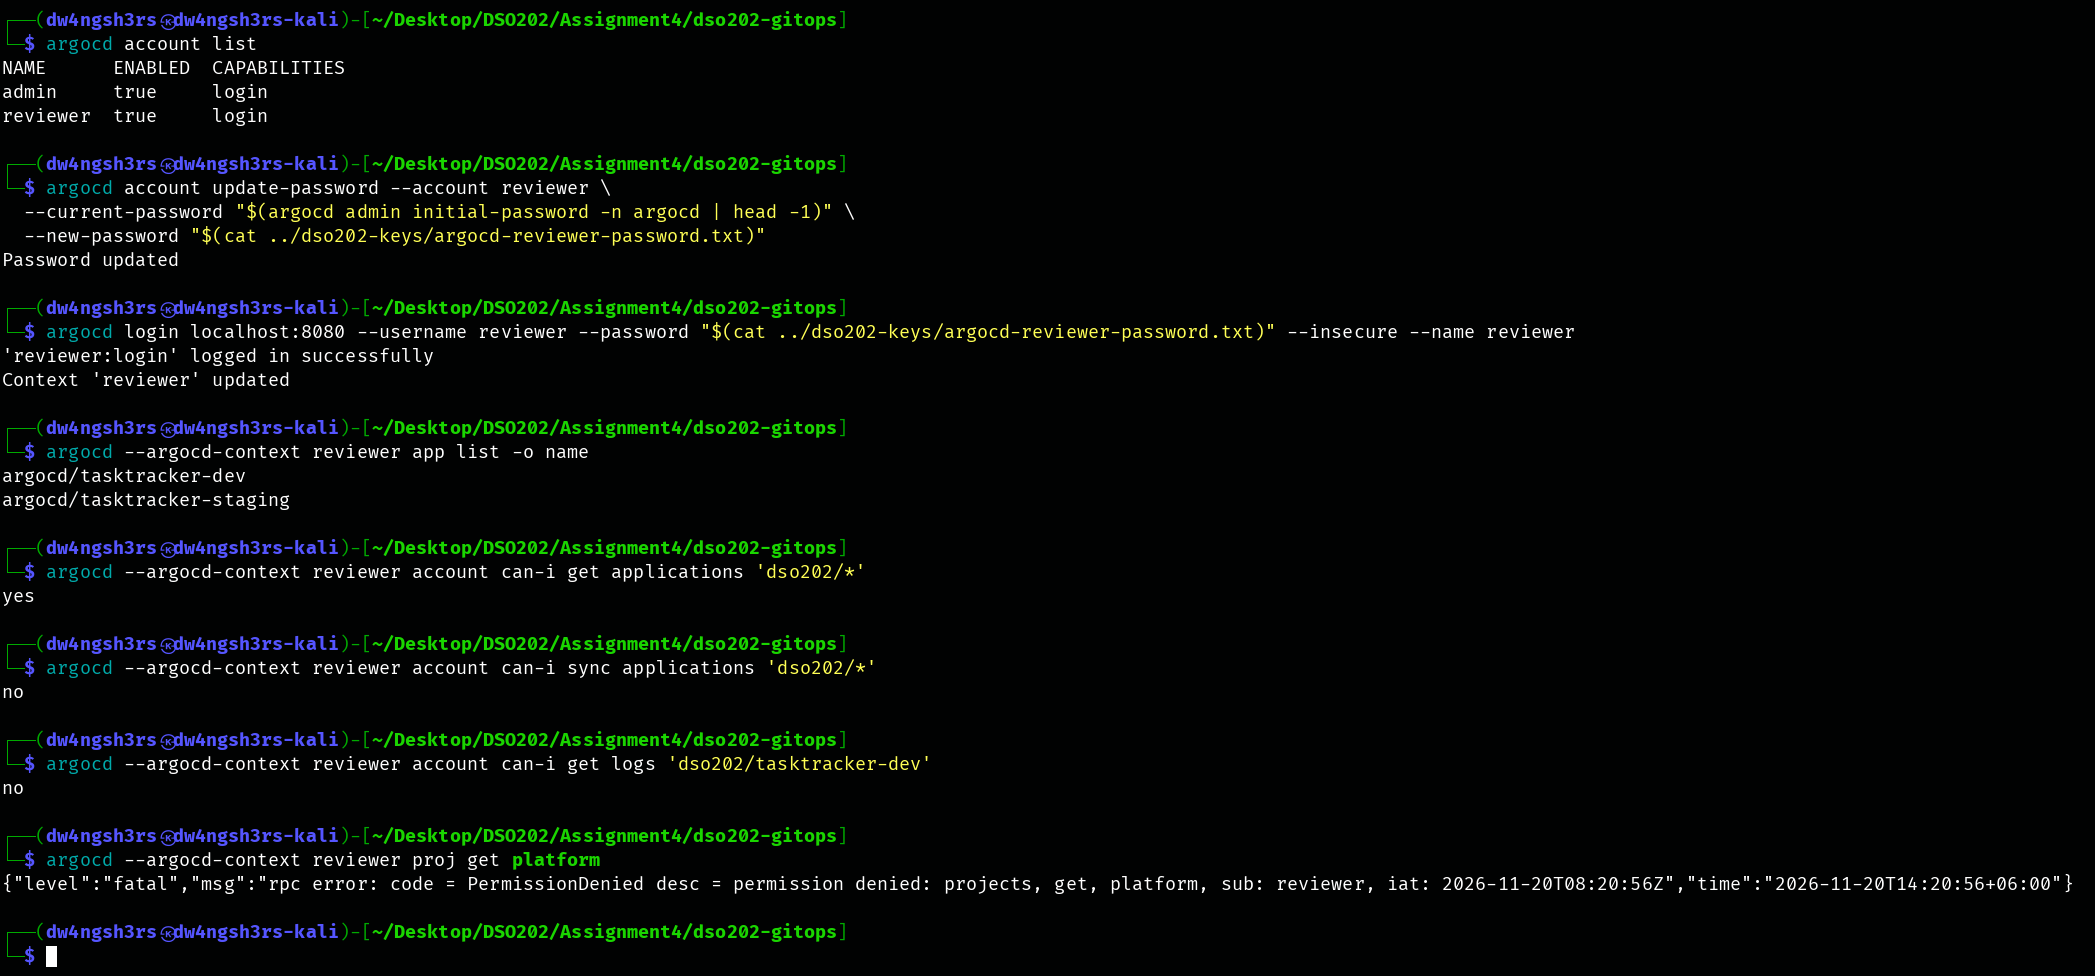 ┌──(dw4ngsh3rs㉿dw4ngsh3rs-kali)-[~/Desktop/DSO202/Assignment4/dso202-gitops]
└─$ argocd account list
NAME      ENABLED  CAPABILITIES
admin     true     login
reviewer  true     login

┌──(dw4ngsh3rs㉿dw4ngsh3rs-kali)-[~/Desktop/DSO202/Assignment4/dso202-gitops]
└─$ argocd account update-password --account reviewer \
  --current-password "$(argocd admin initial-password -n argocd | head -1)" \
  --new-password "$(cat ../dso202-keys/argocd-reviewer-password.txt)"
Password updated

┌──(dw4ngsh3rs㉿dw4ngsh3rs-kali)-[~/Desktop/DSO202/Assignment4/dso202-gitops]
└─$ argocd login localhost:8080 --username reviewer --password "$(cat ../dso202-keys/argocd-reviewer-password.txt)" --insecure --name reviewer
'reviewer:login' logged in successfully
Context 'reviewer' updated

┌──(dw4ngsh3rs㉿dw4ngsh3rs-kali)-[~/Desktop/DSO202/Assignment4/dso202-gitops]
└─$ argocd --argocd-context reviewer app list -o name
argocd/tasktracker-dev
argocd/tasktracker-staging

┌──(dw4ngsh3rs㉿dw4ngsh3rs-kali)-[~/Desktop/DSO202/Assignment4/dso202-gitops]
└─$ argocd --argocd-context reviewer account can-i get applications 'dso202/*'
yes

┌──(dw4ngsh3rs㉿dw4ngsh3rs-kali)-[~/Desktop/DSO202/Assignment4/dso202-gitops]
└─$ argocd --argocd-context reviewer account can-i sync applications 'dso202/*'
no

┌──(dw4ngsh3rs㉿dw4ngsh3rs-kali)-[~/Desktop/DSO202/Assignment4/dso202-gitops]
└─$ argocd --argocd-context reviewer account can-i get logs 'dso202/tasktracker-dev'
no

┌──(dw4ngsh3rs㉿dw4ngsh3rs-kali)-[~/Desktop/DSO202/Assignment4/dso202-gitops]
└─$ argocd --argocd-context reviewer proj get platform
{"level":"fatal","msg":"rpc error: code = PermissionDenied desc = permission denied: projects, get, platform, sub: reviewer, iat: 2026-11-20T08:20:56Z","time":"2026-11-20T14:20:56+06:00"}

┌──(dw4ngsh3rs㉿dw4ngsh3rs-kali)-[~/Desktop/DSO202/Assignment4/dso202-gitops]
└─$